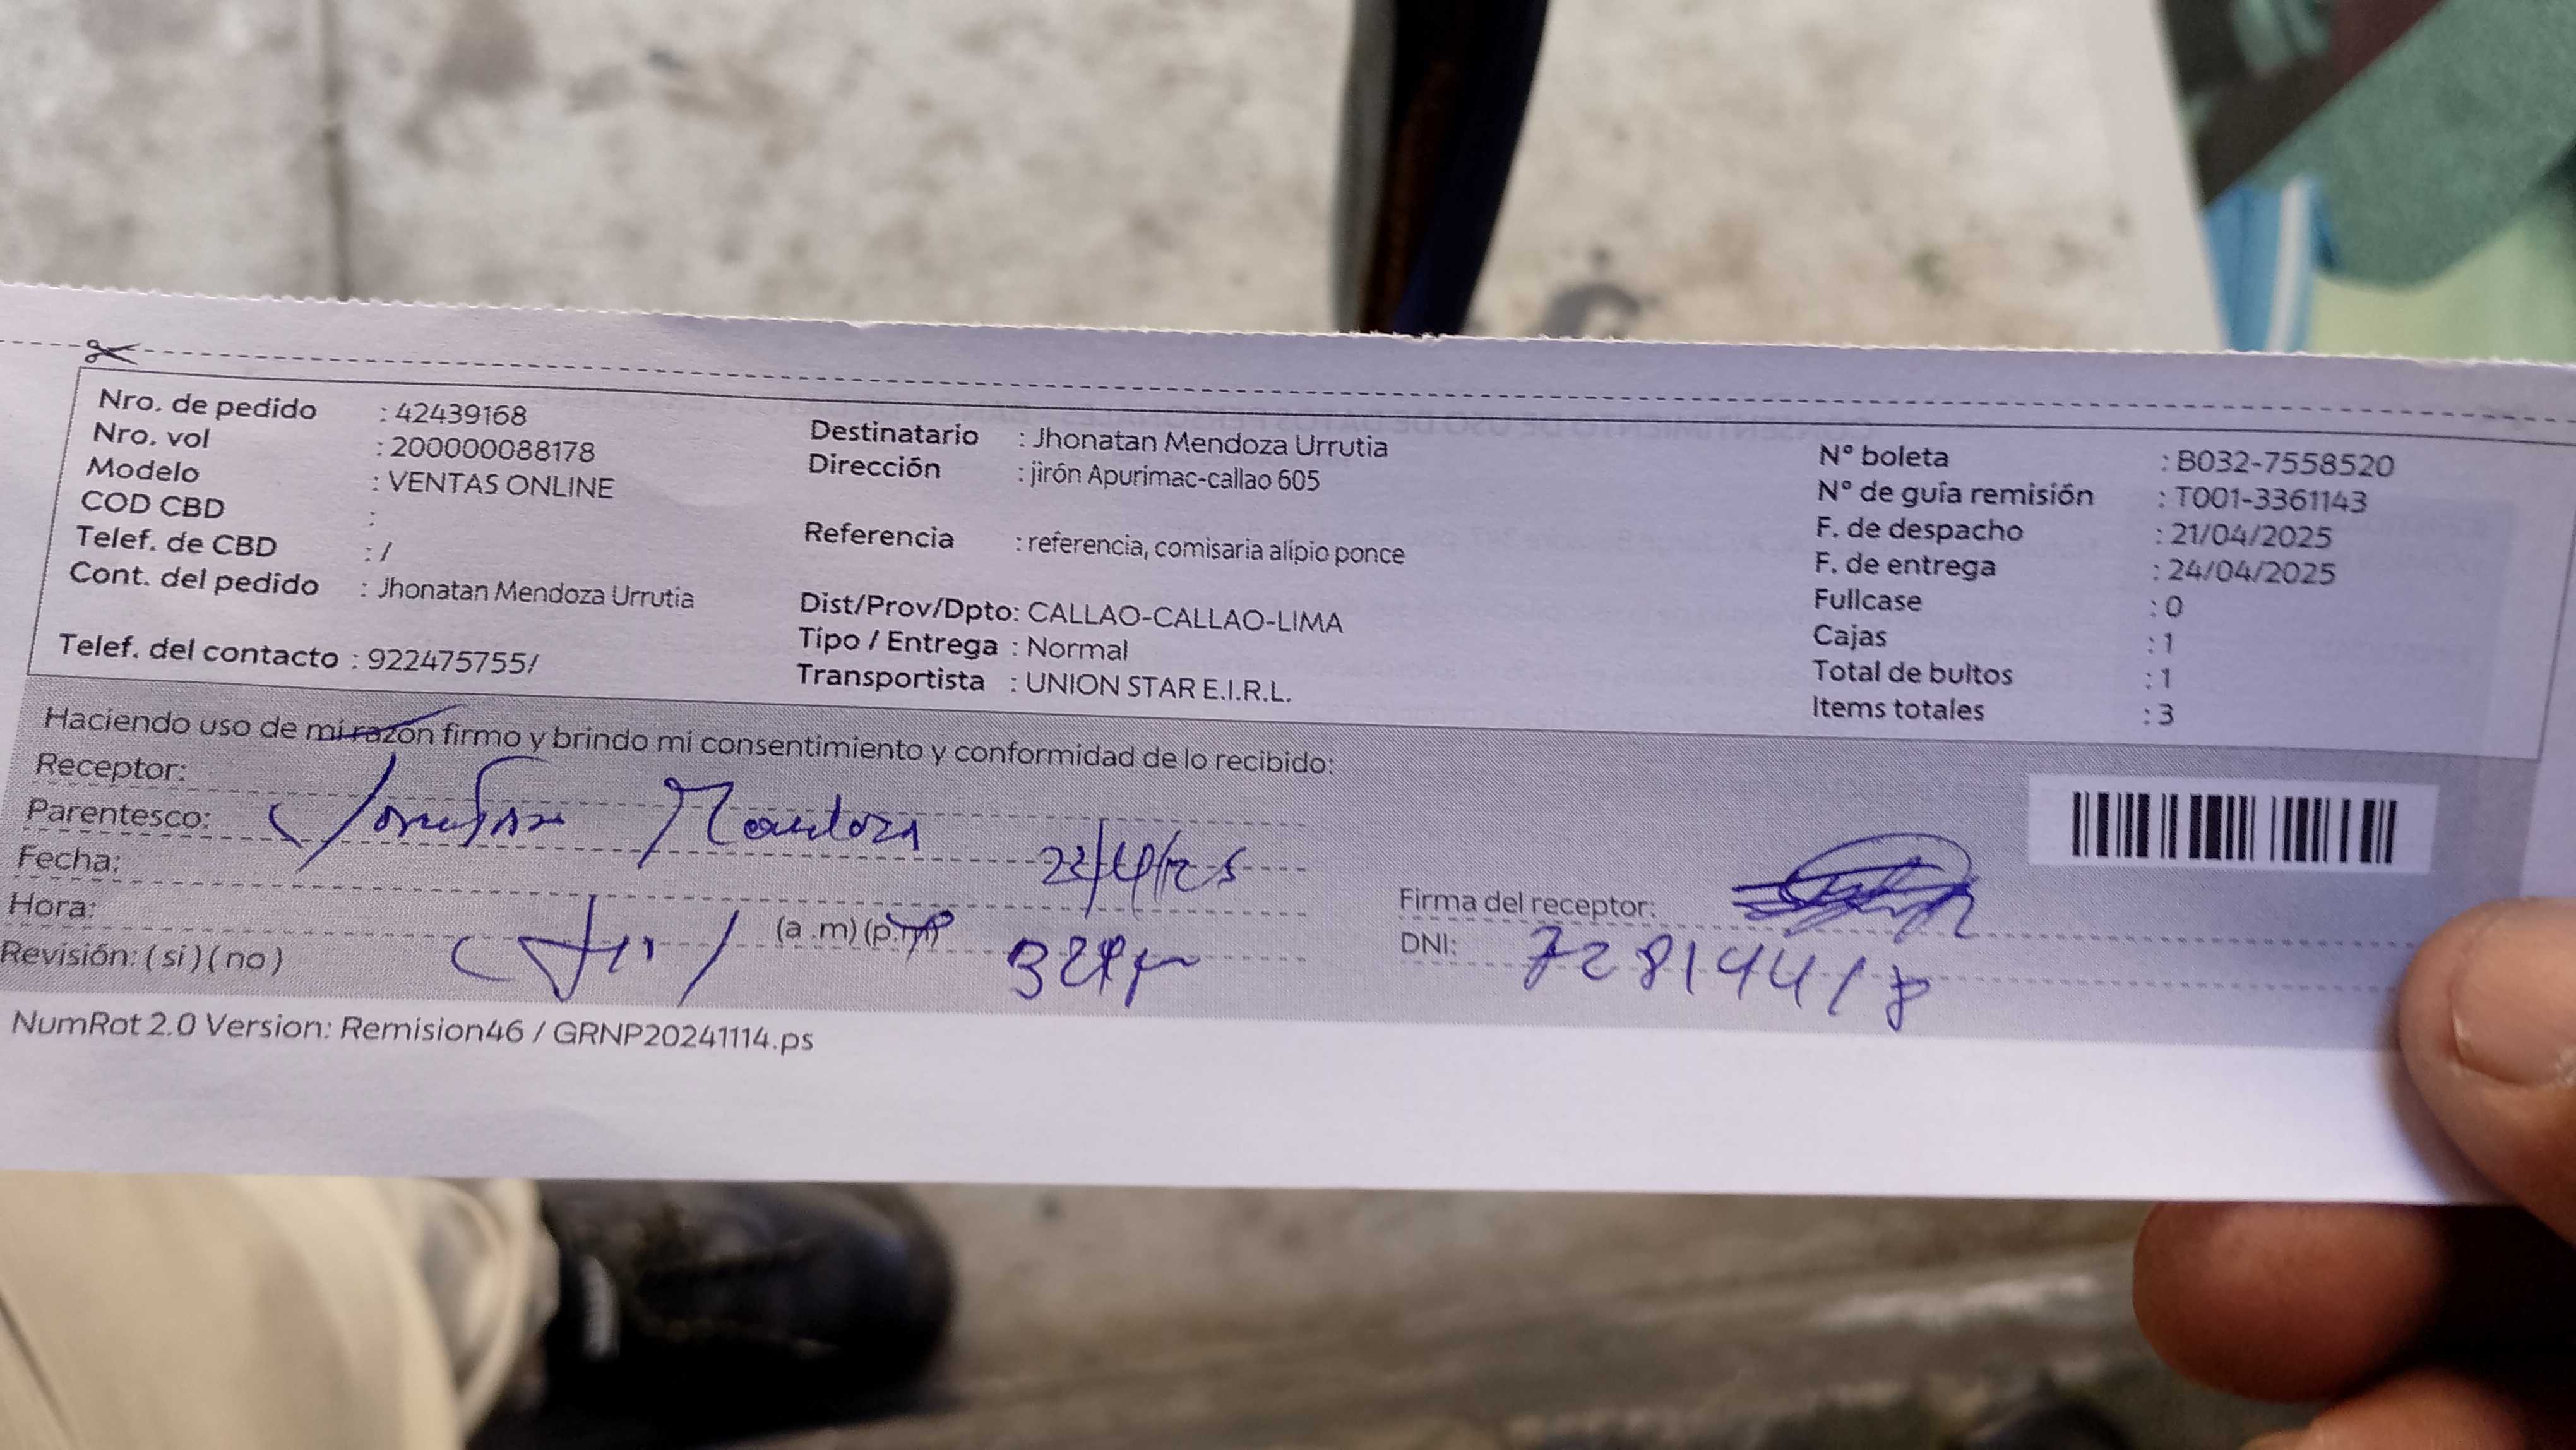 Nro. de pedido : 42439168
Nro. vol : 200000088178
Modelo : VENTAS ONLINE
COD CBD :
Telef. de CBD : /
Cont. del pedido : Jhonatan Mendoza Urrutia
Telef. del contacto : 922475755/
Destinatario : Jhonatan Mendoza Urrutia
Dirección : jirón Apurimac-callao 605
Referencia : referencia, comisaria alipio ponce
Dist/Prov/Dpto: CALLAO-CALLAO-LIMA
Tipo / Entrega : Normal
Transportista : UNION STAR E.I.R.L.
N° boleta : B032-7558520
N° de guía remisión : T001-3361143
F. de despacho : 21/04/2025
F. de entrega : 24/04/2025
Fullcase : 0
Cajas : 1
Total de bultos : 1
Items totales : 3
Haciendo uso de mi razón firmo y brindo mi consentimiento y conformidad de lo recibido:
Receptor:
Parentesco: Mendoza
Fecha:
Hora: (a .m) (p.m)
Revisión: ( si ) ( no )
Firma del receptor:
DNI: 72814418
NumRot 2.0 Version: Remision46 / GRNP20241114.ps